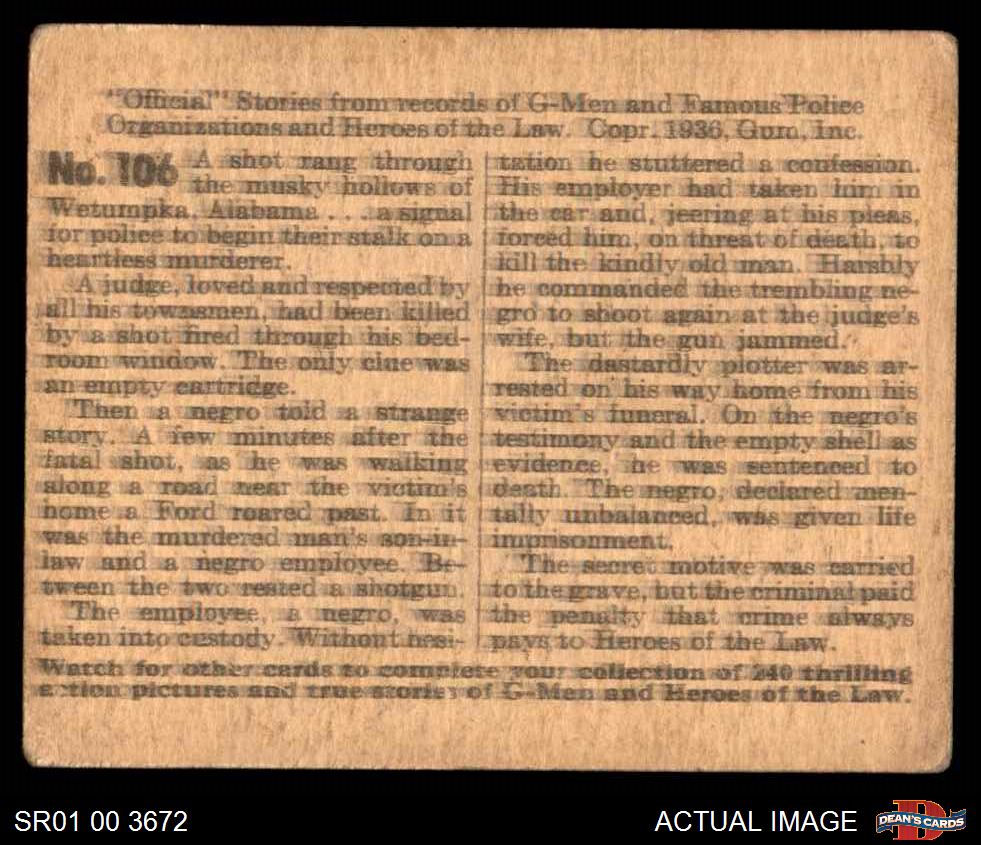 "Official" Stories from records of G-Men and Famous Police
Organizations and Heroes of the Law. Copr. 1936, Gum, Inc.
No. 106 A shot rang through
the musky hollows of
Wetumpka, Alabama . . . a signal
for police to begin their stalk on a
heartless murderer.
A judge, loved and respected by
all his townsmen, had been killed
by a shot fired through his bed-
room window. The only clue was
an empty cartridge.
Then a negro told a strange
story. A few minutes after the
fatal shot, as he was walking
along a road near the victim's
home a Ford roared past. In it
was the murdered man's son-in-
law and a negro employee. Be-
tween the two rested a shotgun.
The employee, a negro, was
taken into custody. Without hesi-
tation he stuttered a confession.
His employer had taken him in
the car and, jeering at his pleas,
forced him, on threat of death, to
kill the kindly old man. Harshly
he commanded the trembling ne-
gro to shoot again at the judge's
wife, but the gun jammed.
The dastardly plotter was ar-
rested on his way home from his
victim's funeral. On the negro's
testimony and the empty shell as
evidence, he was sentenced to
death. The negro, declared men-
tally unbalanced, was given life
imprisonment.
The secret motive was carried
to the grave, but the criminal paid
the penalty that crime always
pays to Heroes of the Law.
Watch for other cards to complete your collection of 240 thrilling
action pictures and true stories of G-Men and Heroes of the Law.
SR01 00 3672
ACTUAL IMAGE
D
DEAN'S CARDS